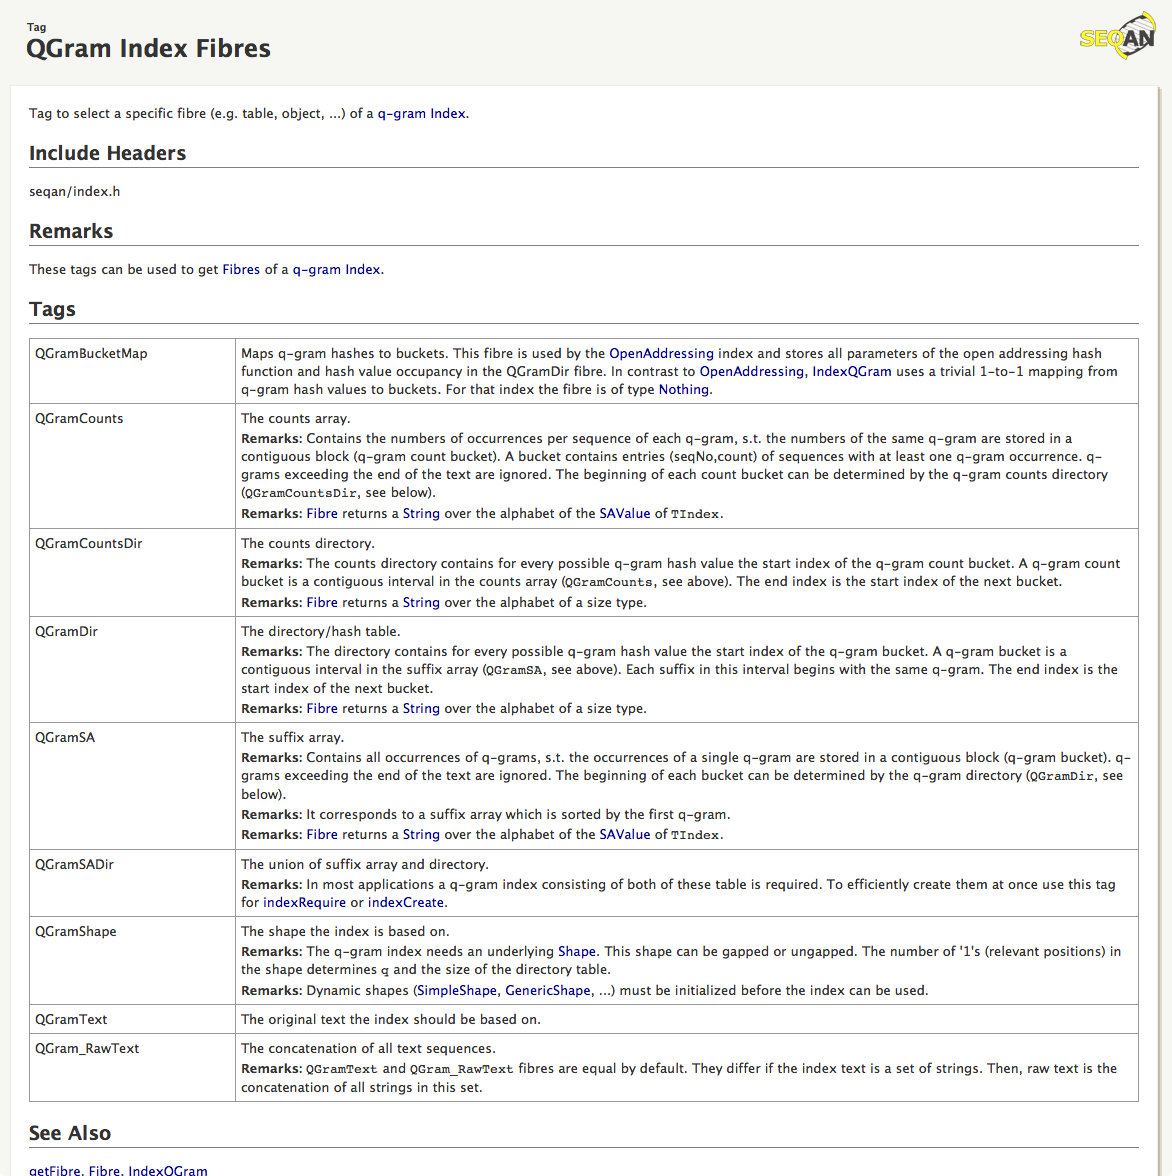 Tag
QGram Index Fibres
SEQAN
Tag to select a specific fibre (e.g. table, object, ...) of a q-gram Index.
Include Headers
seqan/index.h
Remarks
These tags can be used to get Fibres of a q-gram Index.
Tags
QGramBucketMap
Maps q-gram hashes to buckets. This fibre is used by the OpenAddressing index and stores all parameters of the open addressing hash
function and hash value occupancy in the QGramDir fibre. In contrast to OpenAddressing, IndexQGram uses a trivial 1-to-1 mapping from
q-gram hash values to buckets. For that index the fibre is of type Nothing.
QGramCounts
The counts array.
Remarks: Contains the numbers of occurrences per sequence of each q-gram, s.t. the numbers of the same q-gram are stored in a
contiguous block (q-gram count bucket). A bucket contains entries (seqNo,count) of sequences with at least one q-gram occurrence. q-
grams exceeding the end of the text are ignored. The beginning of each count bucket can be determined by the q-gram counts directory
(QGramCountsDir, see below).
Remarks: Fibre returns a String over the alphabet of the SAValue of TIndex.
QGramCountsDir
The counts directory.
Remarks: The counts directory contains for every possible q-gram hash value the start index of the q-gram count bucket. A q-gram count
bucket is a contiguous interval in the counts array (QGramCounts, see above). The end index is the start index of the next bucket.
Remarks: Fibre returns a String over the alphabet of a size type.
QGramDir
The directory/hash table.
Remarks: The directory contains for every possible q-gram hash value the start index of the q-gram bucket. A q-gram bucket is a
contiguous interval in the suffix array (QGramSA, see above). Each suffix in this interval begins with the same q-gram. The end index is the
start index of the next bucket.
Remarks: Fibre returns a String over the alphabet of a size type.
QGramSA
The suffix array.
Remarks: Contains all occurrences of q-grams, s.t. the occurrences of a single q-gram are stored in a contiguous block (q-gram bucket). q-
grams exceeding the end of the text are ignored. The beginning of each bucket can be determined by the q-gram directory (QGramDir, see
below).
Remarks: It corresponds to a suffix array which is sorted by the first q-gram.
Remarks: Fibre returns a String over the alphabet of the SAValue of TIndex.
QGramSADir
The union of suffix array and directory.
Remarks: In most applications a q-gram index consisting of both of these table is required. To efficiently create them at once use this tag
for indexRequire or indexCreate.
QGramShape
The shape the index is based on.
Remarks: The q-gram index needs an underlying Shape. This shape can be gapped or ungapped. The number of '1's (relevant positions) in
the shape determines q and the size of the directory table.
Remarks: Dynamic shapes (SimpleShape, GenericShape, ...) must be initialized before the index can be used.
QGramText
The original text the index should be based on.
QGram_RawText
The concatenation of all text sequences.
Remarks: QGramText and QGram_RawText fibres are equal by default. They differ if the index text is a set of strings. Then, raw text is the
concatenation of all strings in this set.
See Also
getFibre, Fibre, IndexQGram